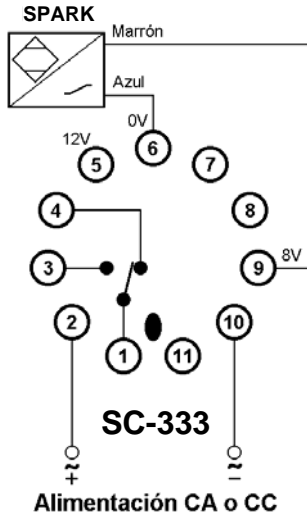 SPARK
Marrón
Azul
0V
12V
6
5
7
4
8
3
9
8V
2
10
1
11
SC-333
~
+
~
–
Alimentación CA o CC